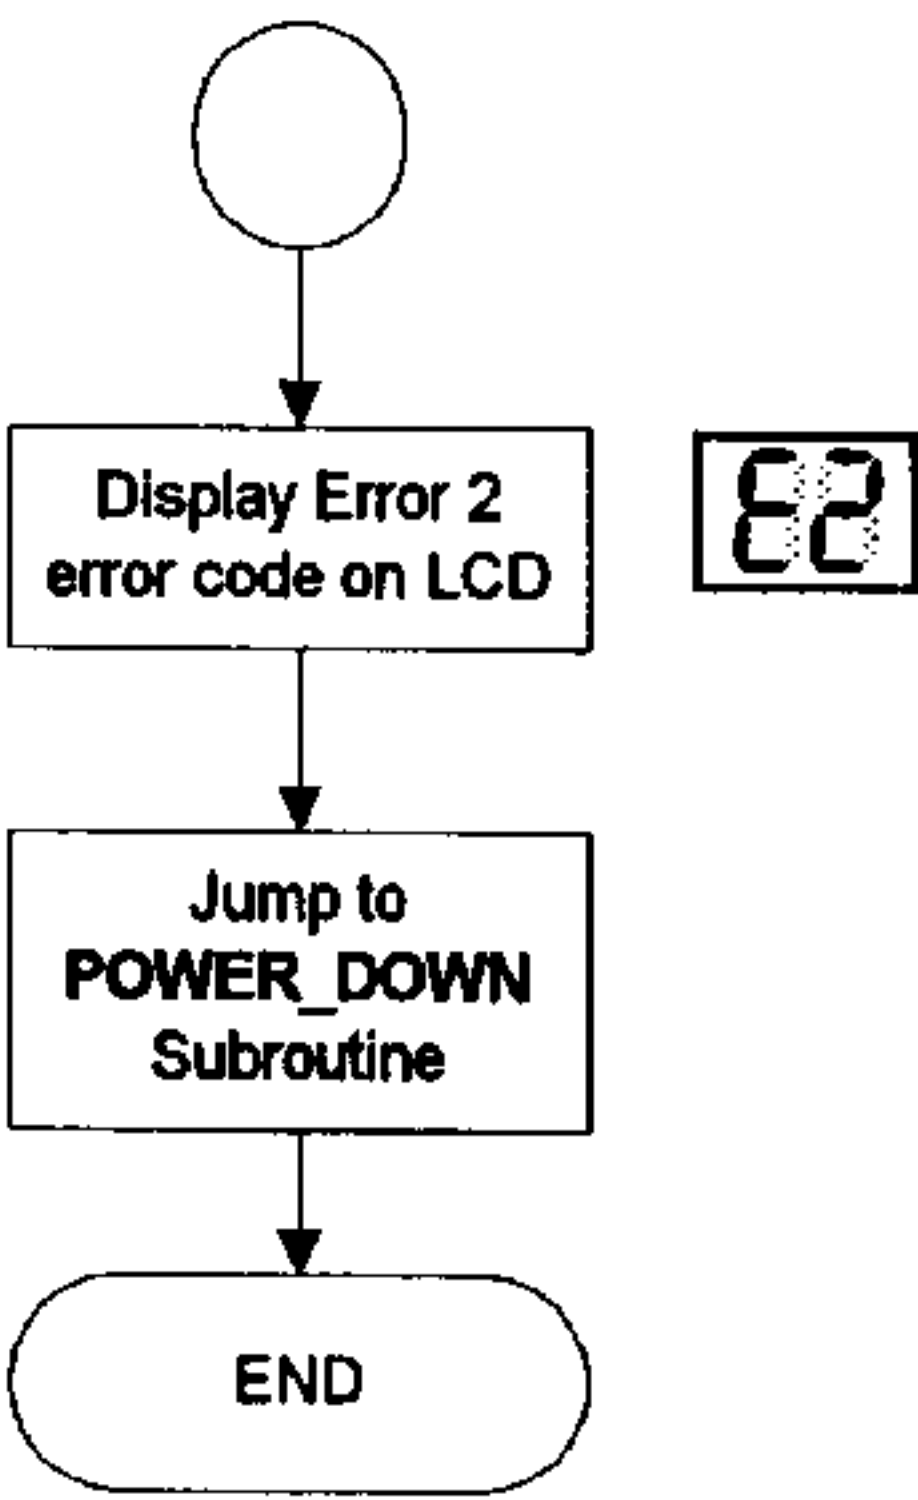 Display Error 2
error code on LCD
E2
Jump to
POWER_DOWN
Subroutine
END